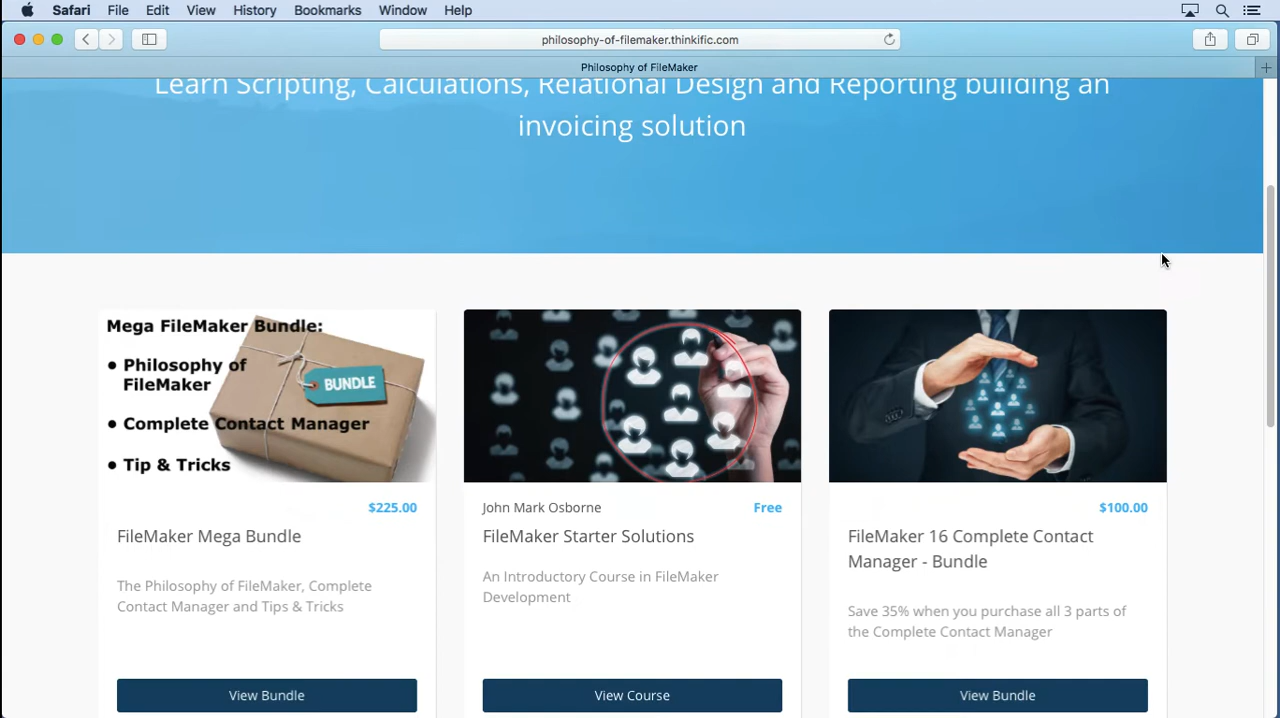 Safari File Edit View History Bookmarks Window Help
philosophy-of-filemaker.thinkific.com
Philosophy of FileMaker
Learn Scripting, Calculations, Relational Design and Reporting building an
invoicing solution
Mega FileMaker Bundle:
• Philosophy of
FileMaker
• Complete Contact Manager
• Tip & Tricks
BUNDLE
$225.00
FileMaker Mega Bundle
The Philosophy of FileMaker, Complete
Contact Manager and Tips & Tricks
View Bundle
John Mark Osborne Free
FileMaker Starter Solutions
An Introductory Course in FileMaker
Development
View Course
$100.00
FileMaker 16 Complete Contact
Manager - Bundle
Save 35% when you purchase all 3 parts of
the Complete Contact Manager
View Bundle